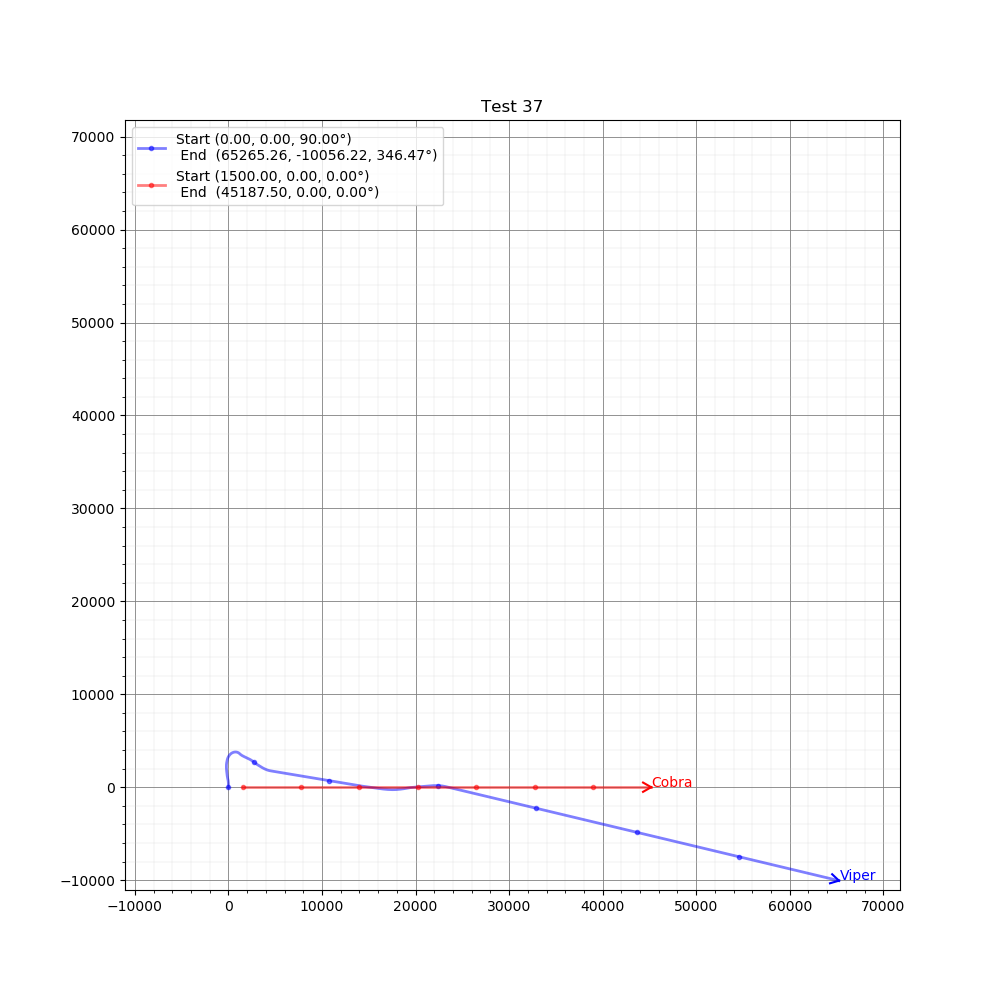 Test 37
Start (0.00, 0.00, 90.00°)
End (65265.26, -10056.22, 346.47°)
Start (1500.00, 0.00, 0.00°)
End (45187.50, 0.00, 0.00°)
70000
60000
50000
40000
30000
20000
10000
0
−10000
Cobra
Viper
−10000 0 10000 20000 30000 40000 50000 60000 70000